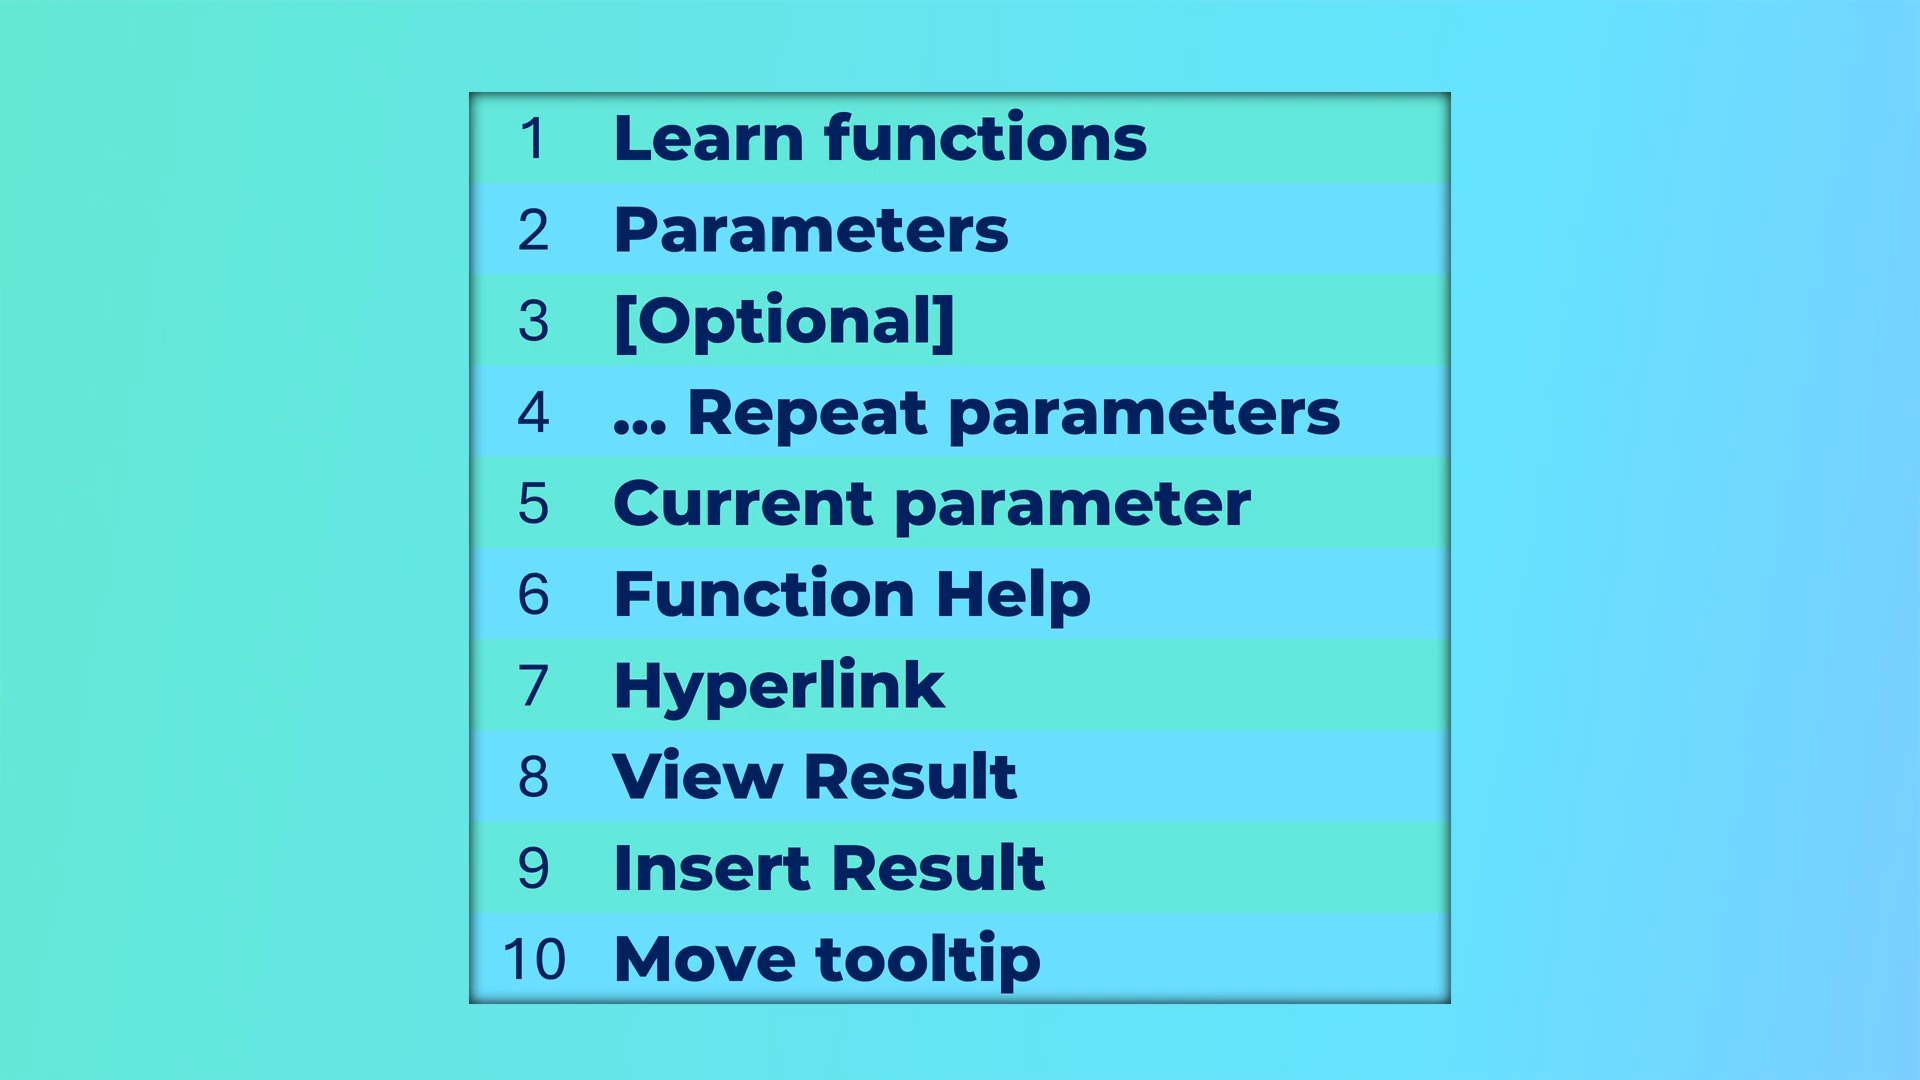 1 Learn functions
2 Parameters
3 [Optional]
4 ... Repeat parameters
5 Current parameter
6 Function Help
7 Hyperlink
8 View Result
9 Insert Result
10 Move tooltip